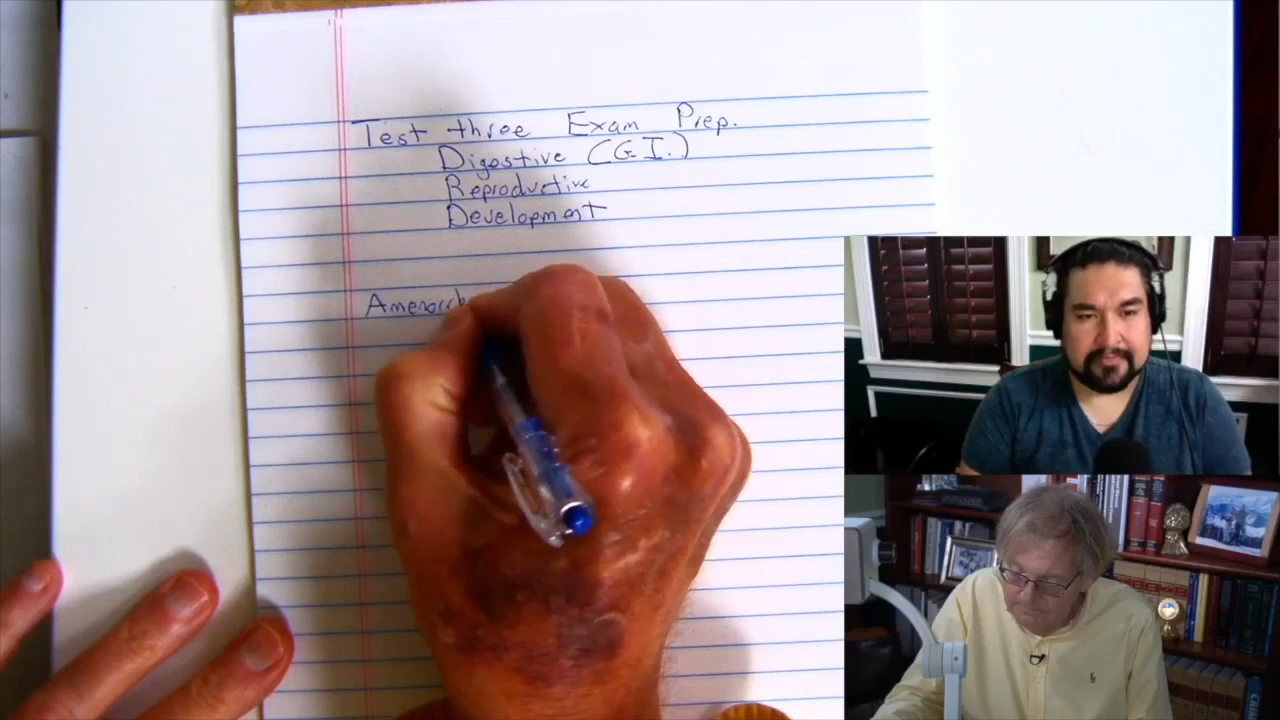 Test three Exam Prep.
Digestive (G.I.)
Reproductive
Development